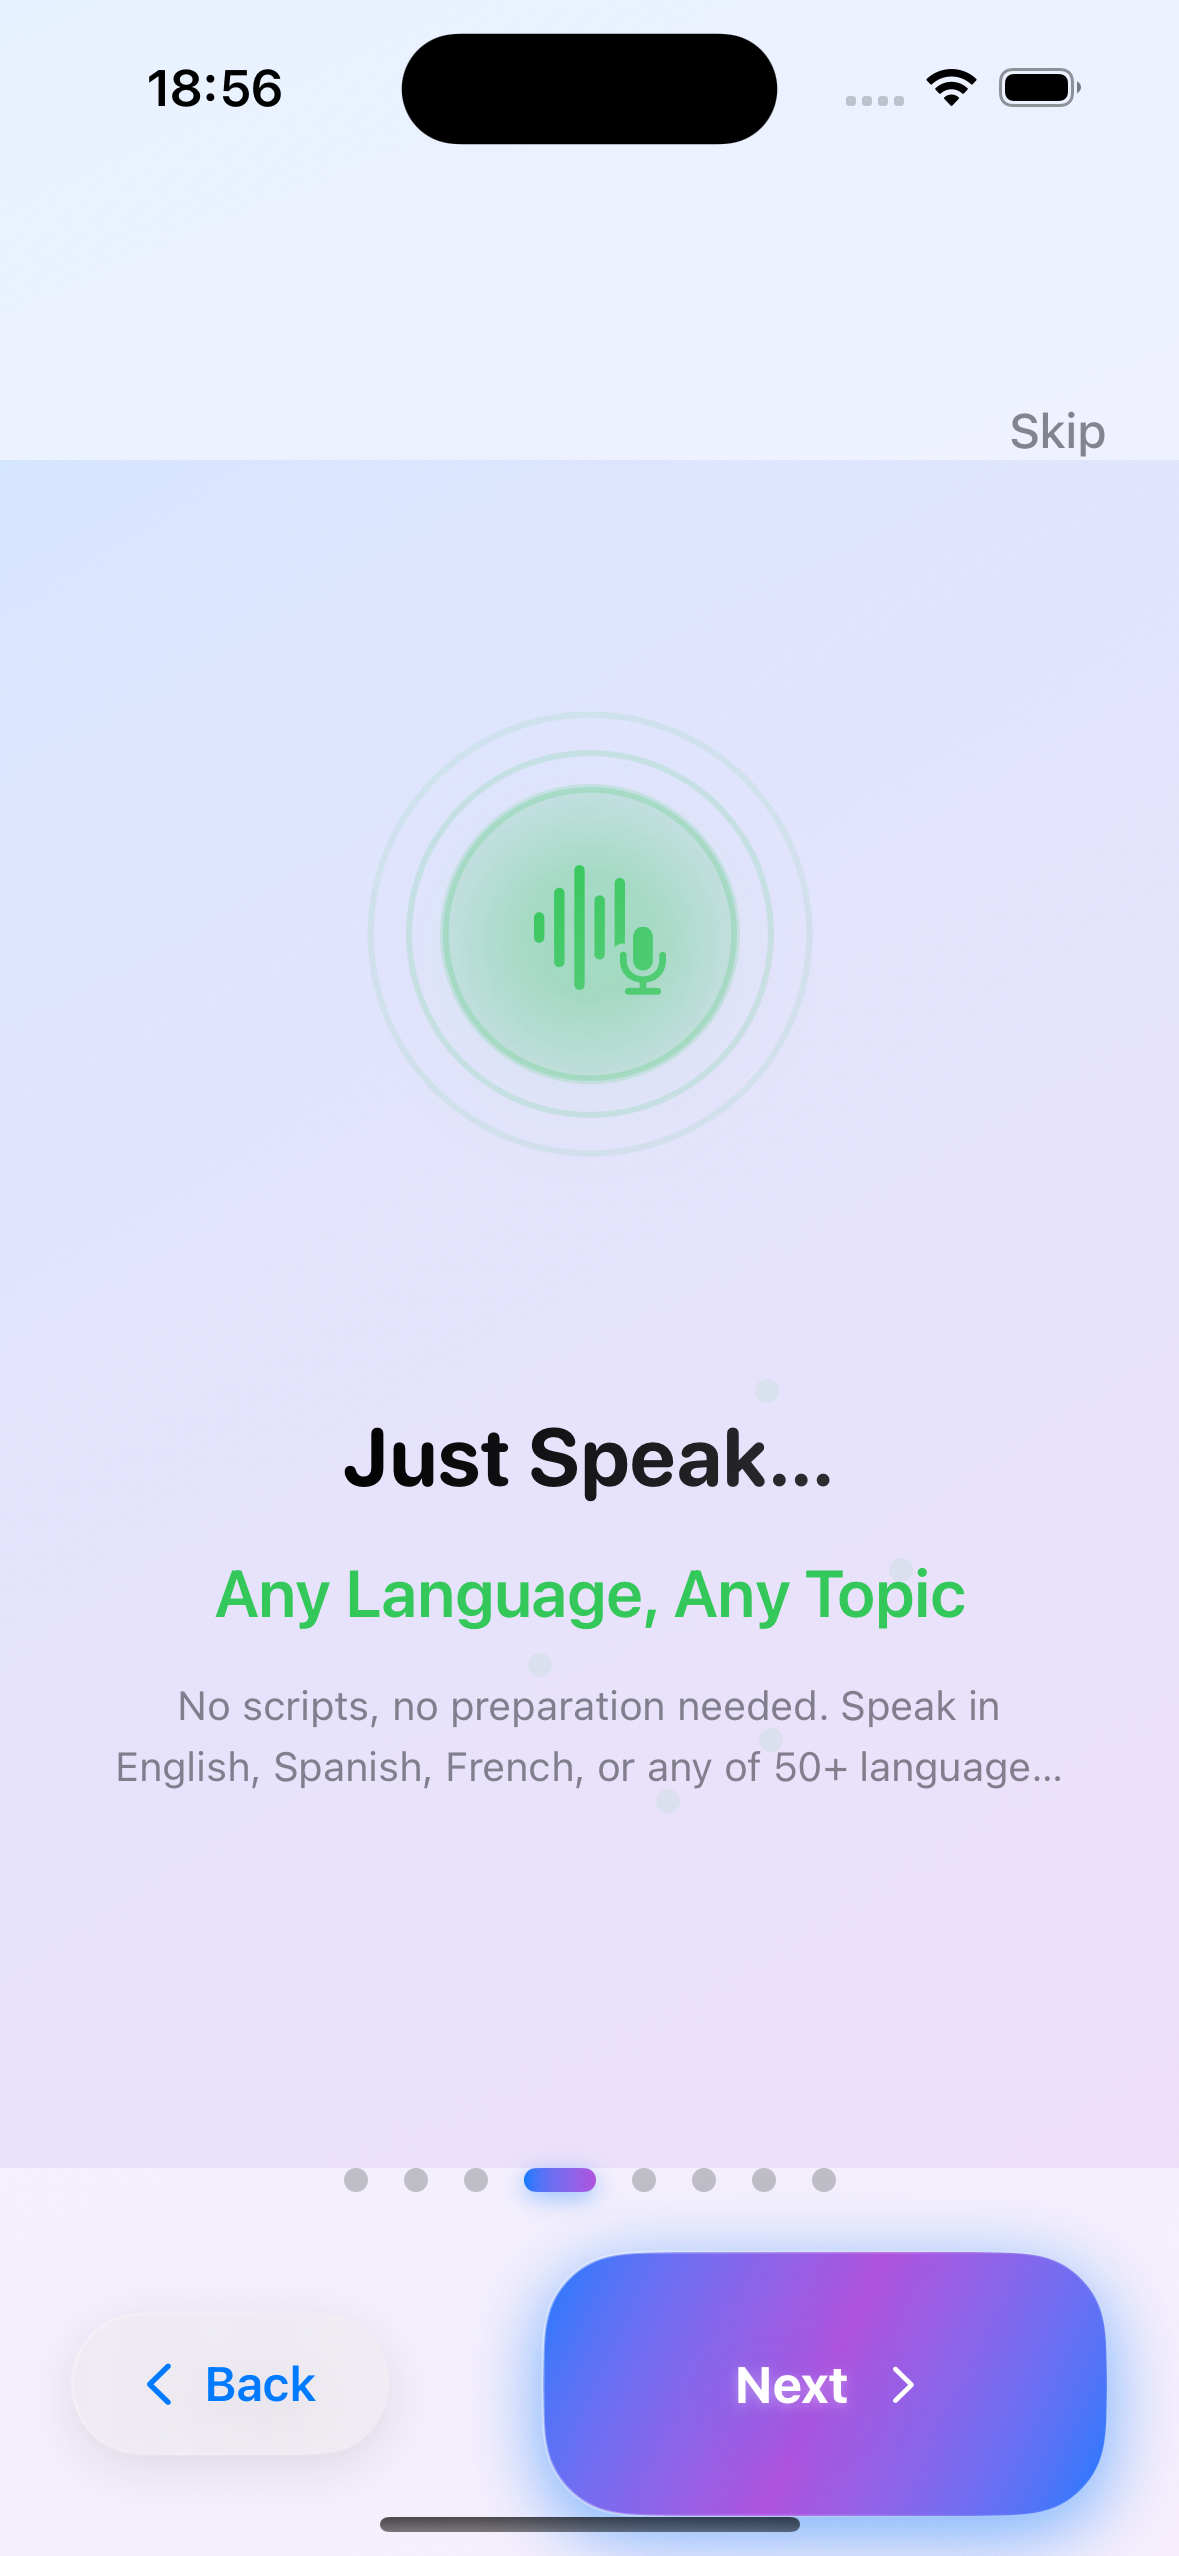 18:56
Skip
Just Speak...
Any Language, Any Topic
No scripts, no preparation needed. Speak in
English, Spanish, French, or any of 50+ language...
Back
Next